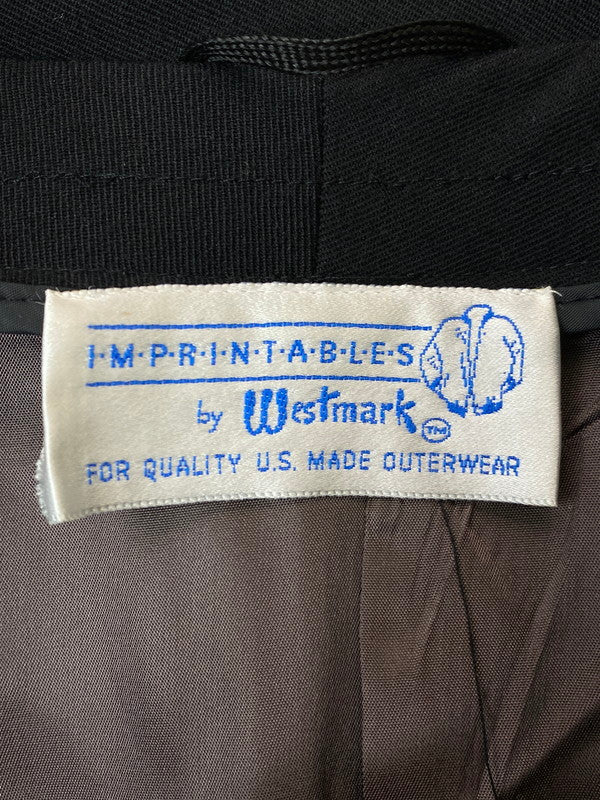 I·M·P·R·I·N·T·A·B·L·E·S
by Westmark TM
FOR QUALITY U.S. MADE OUTERWEAR